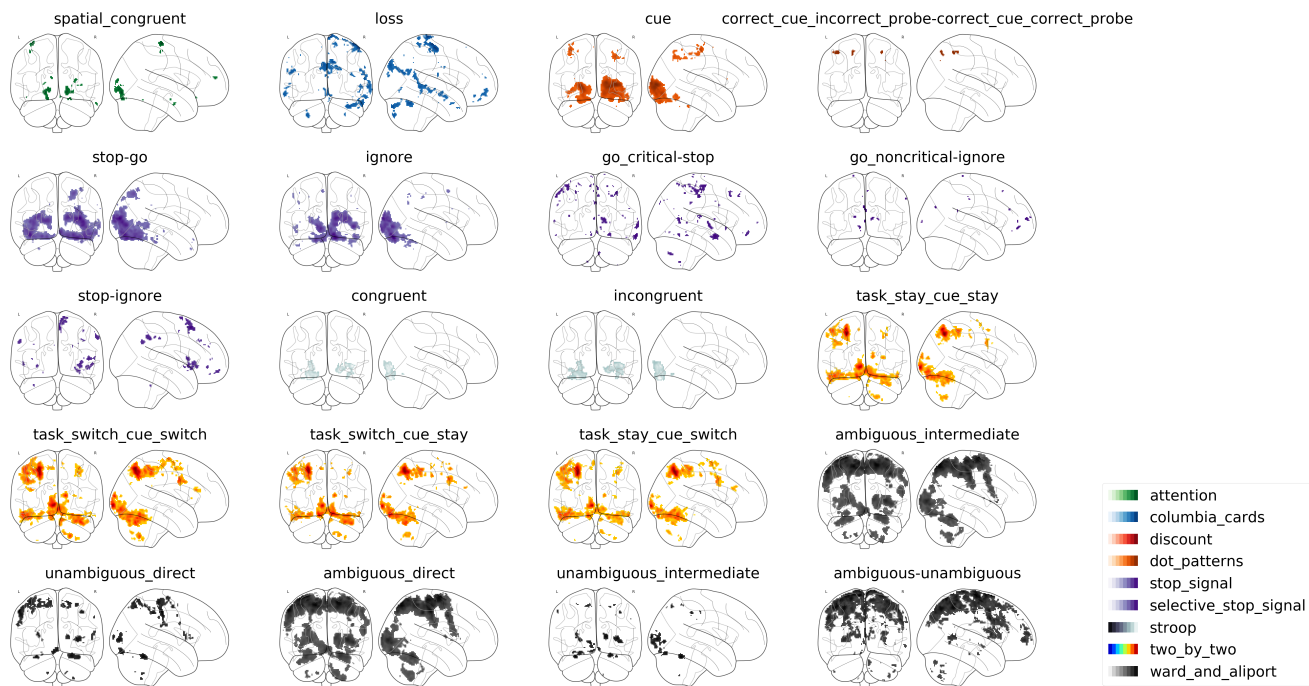 spatial_congruent
loss
cue
correct_cue_incorrect_probe-correct_cue_correct_probe
L R
L R
L R
L R
stop-go
ignore
go_critical-stop
go_noncritical-ignore
L R
L R
L R
L R
stop-ignore
congruent
incongruent
task_stay_cue_stay
L R
L R
L R
L R
task_switch_cue_switch
task_switch_cue_stay
task_stay_cue_switch
ambiguous_intermediate
L R
L R
L R
L R
unambiguous_direct
ambiguous_direct
unambiguous_intermediate
ambiguous-unambiguous
L R
L R
L R
L R
attention
columbia_cards
discount
dot_patterns
stop_signal
selective_stop_signal
stroop
two_by_two
ward_and_aliport